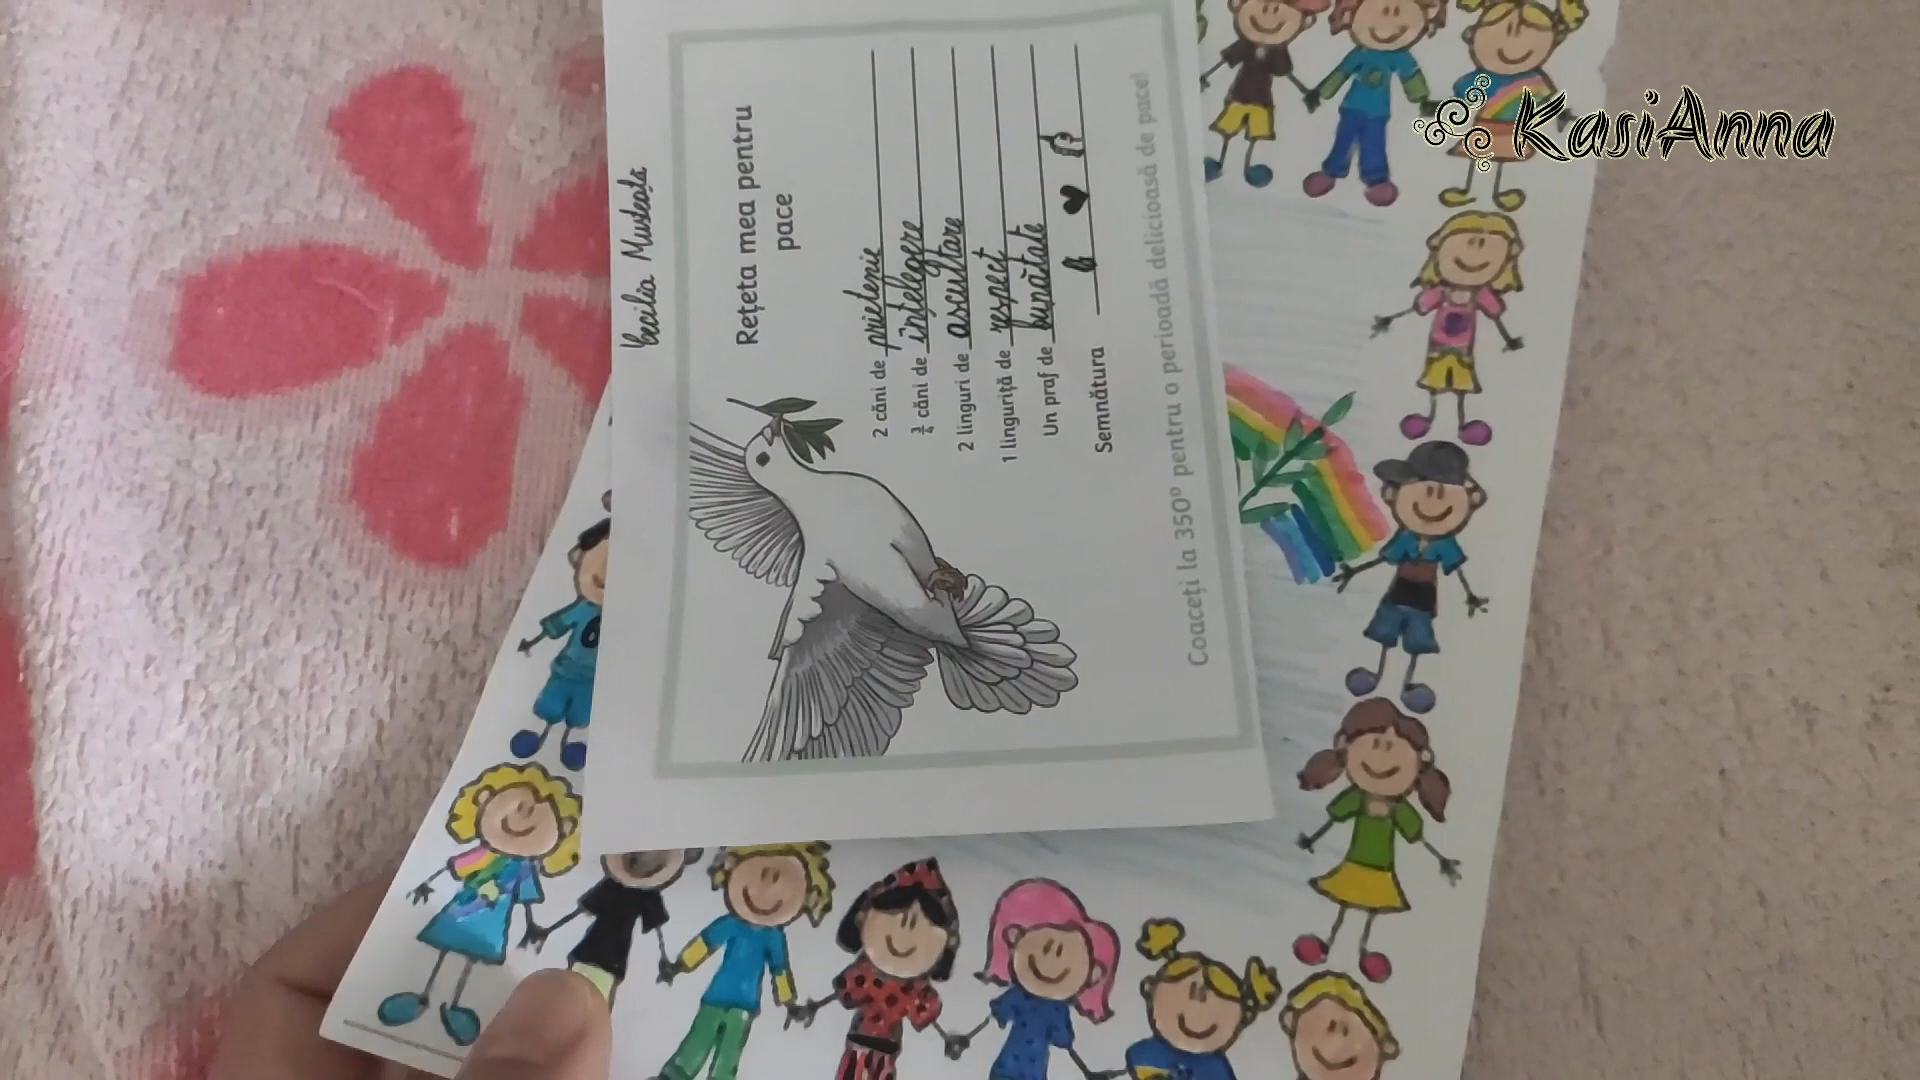 Cecilia Musteață
Rețeta mea pentru
pace
2 căni de prietenie
3/4 căni de înțelegere
2 linguri de ascultare
1 linguriță de respect
Un praf de bunătate
Semnătura
Coaceți la 350º pentru o perioadă delicioasă de pace!
KasiAnna